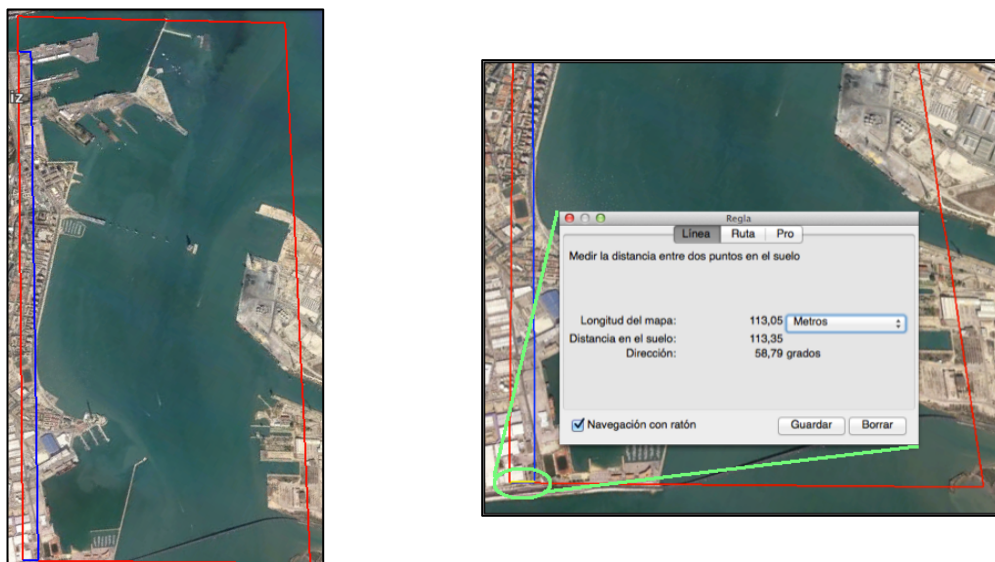 iz
Regla
Línea Ruta Pro
Medir la distancia entre dos puntos en el suelo
Longitud del mapa: 113,05 Metros
Distancia en el suelo: 113,35
Dirección: 58,79 grados
Navegación con ratón Guardar Borrar